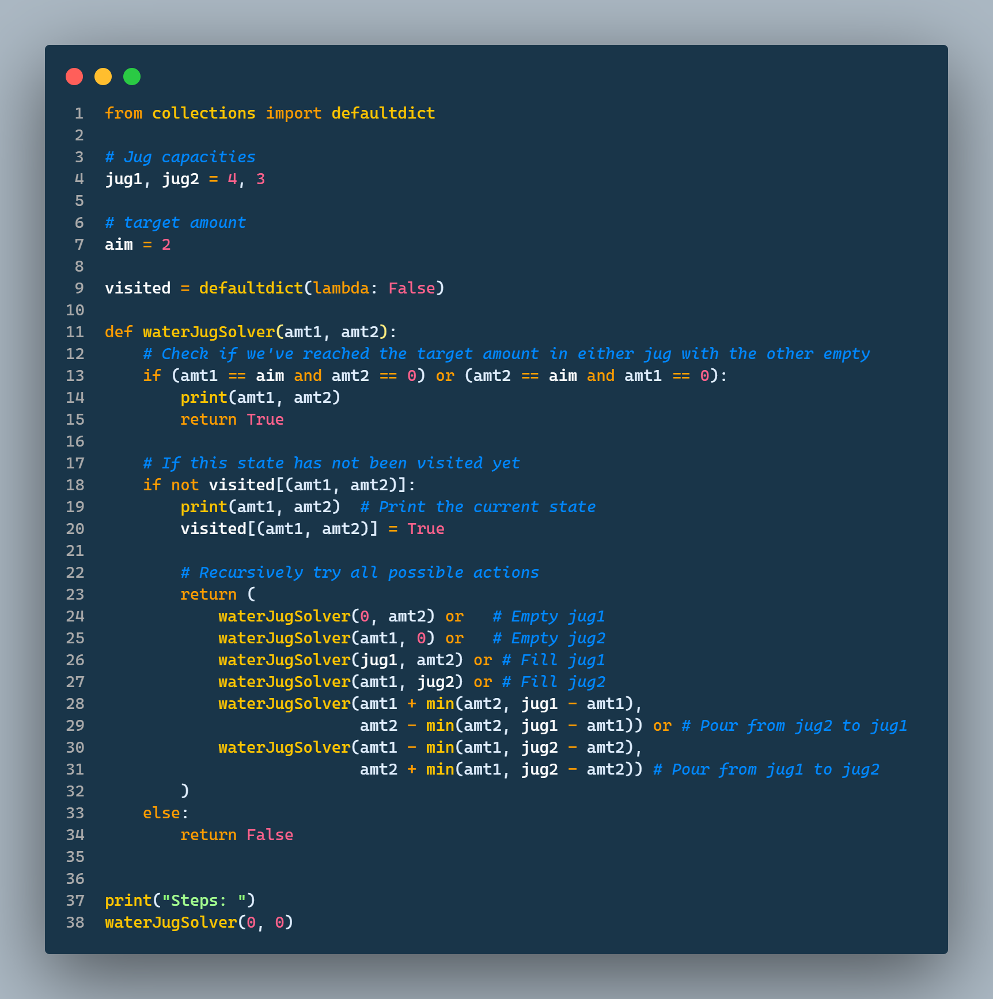 1 from collections import defaultdict
2
3 # Jug capacities
4 jug1, jug2 = 4, 3
5
6 # target amount
7 aim = 2
8
9 visited = defaultdict(lambda: False)
10
11 def waterJugSolver(amt1, amt2):
12     # Check if we've reached the target amount in either jug with the other empty
13     if (amt1 == aim and amt2 == 0) or (amt2 == aim and amt1 == 0):
14         print(amt1, amt2)
15         return True
16
17     # If this state has not been visited yet
18     if not visited[(amt1, amt2)]:
19         print(amt1, amt2)  # Print the current state
20         visited[(amt1, amt2)] = True
21
22         # Recursively try all possible actions
23         return (
24             waterJugSolver(0, amt2) or   # Empty jug1
25             waterJugSolver(amt1, 0) or   # Empty jug2
26             waterJugSolver(jug1, amt2) or # Fill jug1
27             waterJugSolver(amt1, jug2) or # Fill jug2
28             waterJugSolver(amt1 + min(amt2, jug1 - amt1),
29                            amt2 - min(amt2, jug1 - amt1)) or # Pour from jug2 to jug1
30             waterJugSolver(amt1 - min(amt1, jug2 - amt2),
31                            amt2 + min(amt1, jug2 - amt2)) # Pour from jug1 to jug2
32         )
33     else:
34         return False
35
36
37 print("Steps: ")
38 waterJugSolver(0, 0)